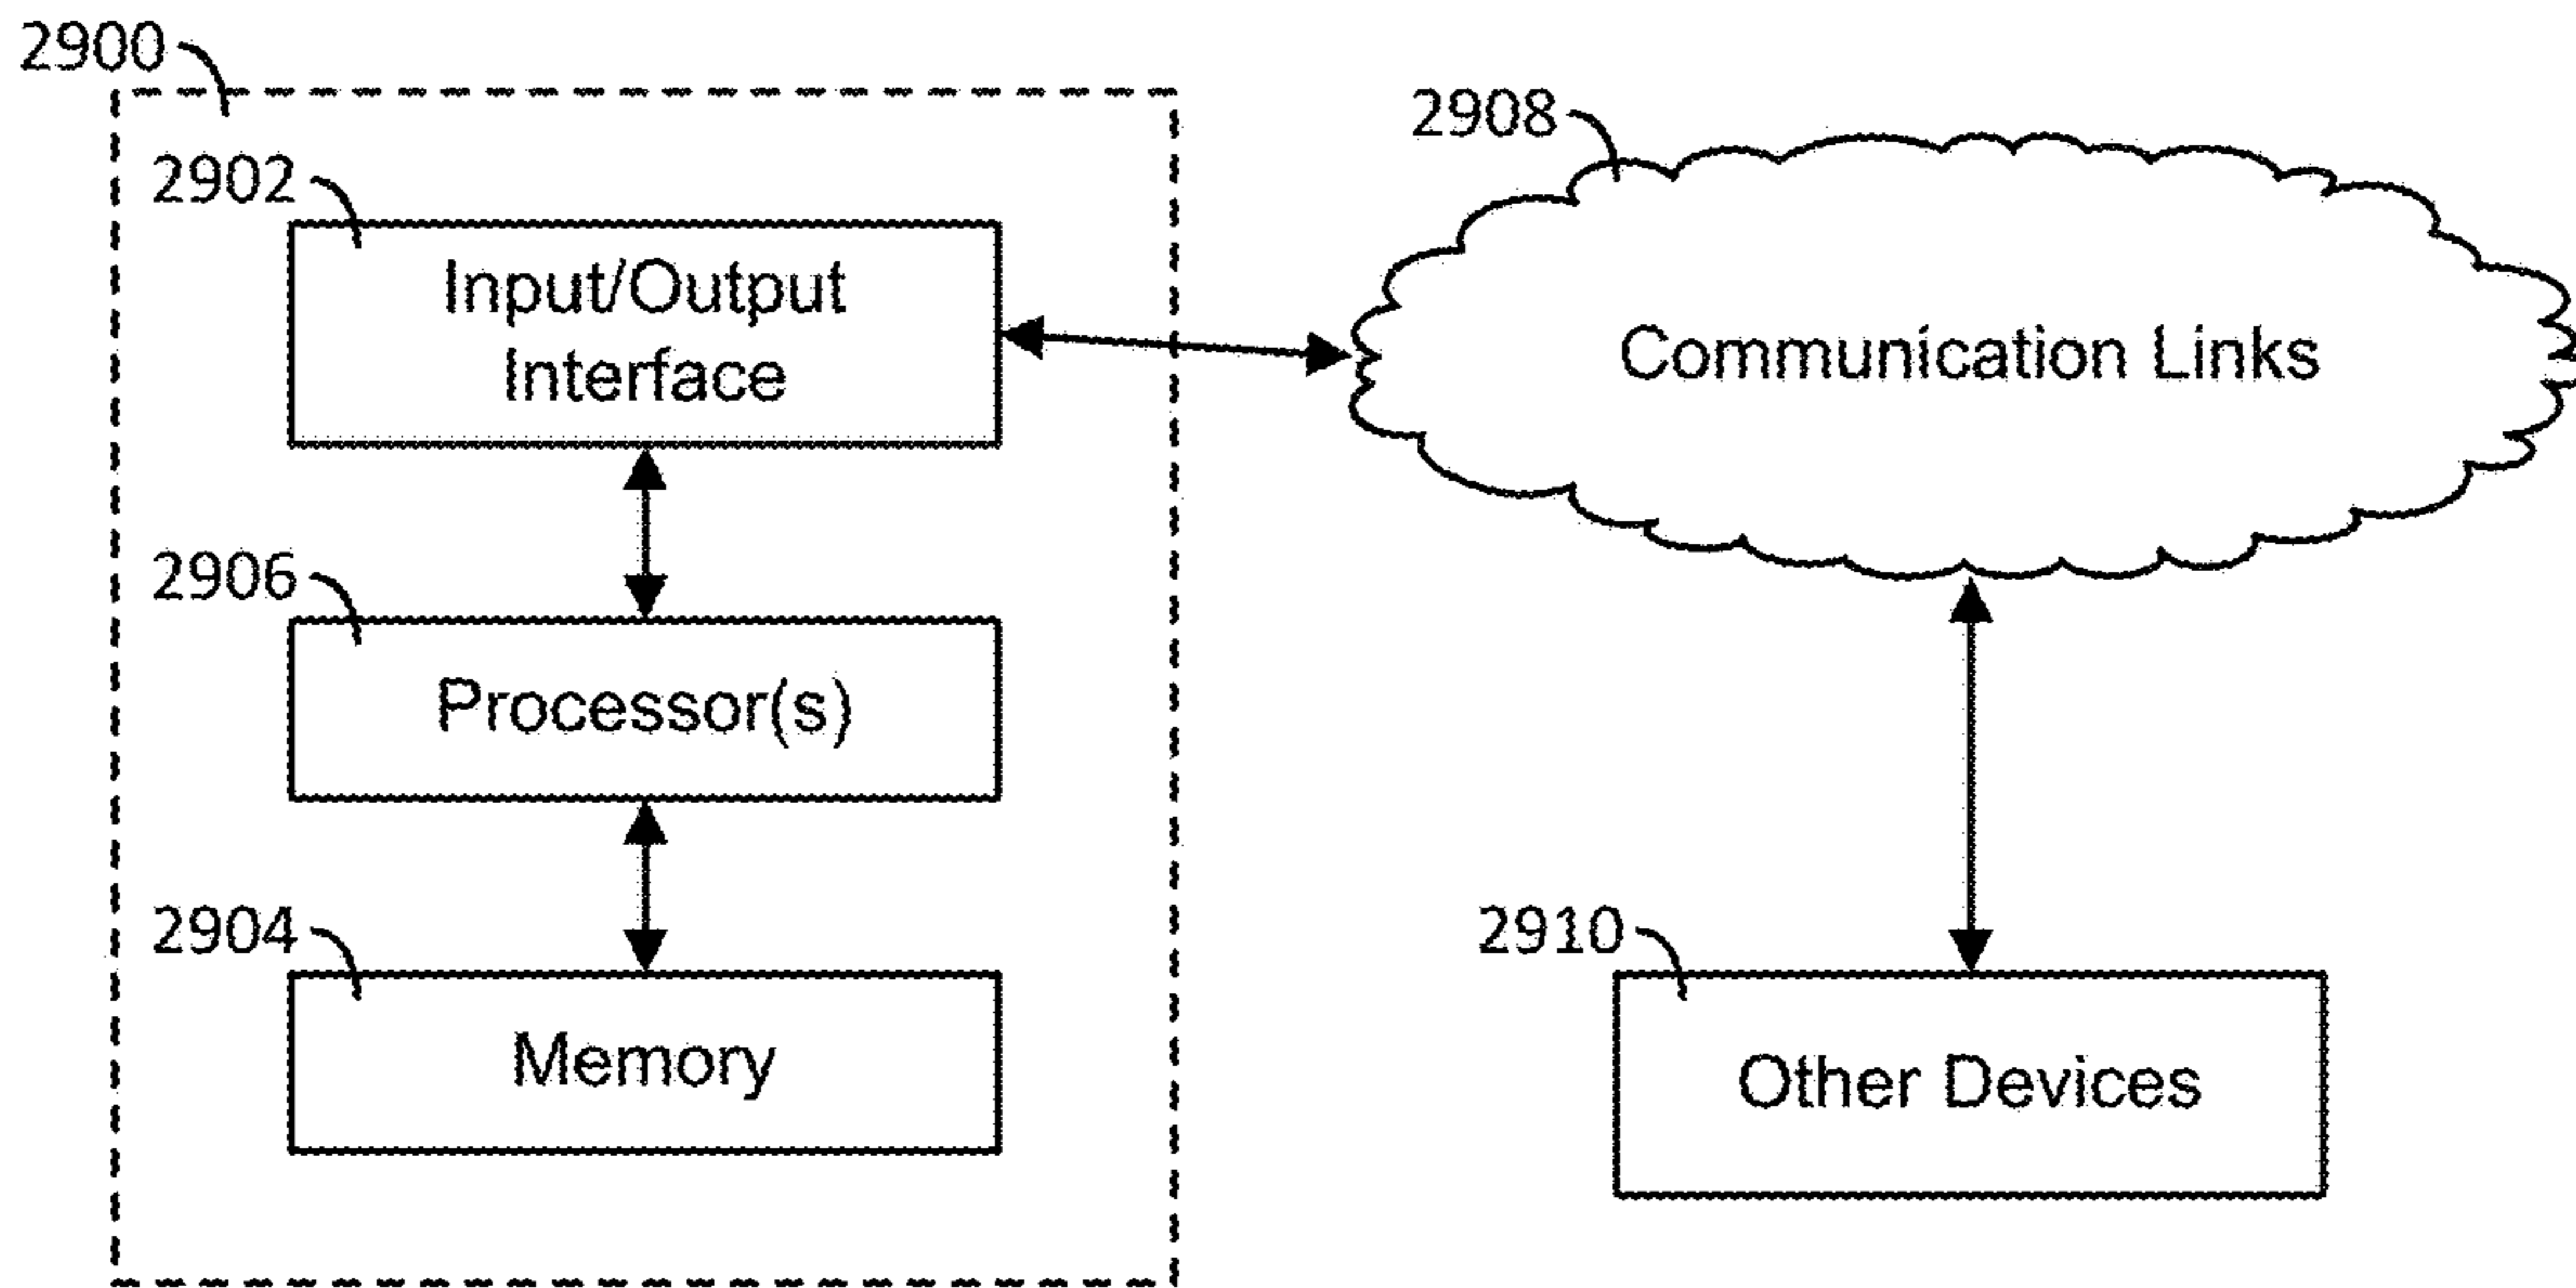 2900
2902
Input/Output
Interface
2906
Processor(s)
2904
Memory
2908
Communication Links
2910
Other Devices